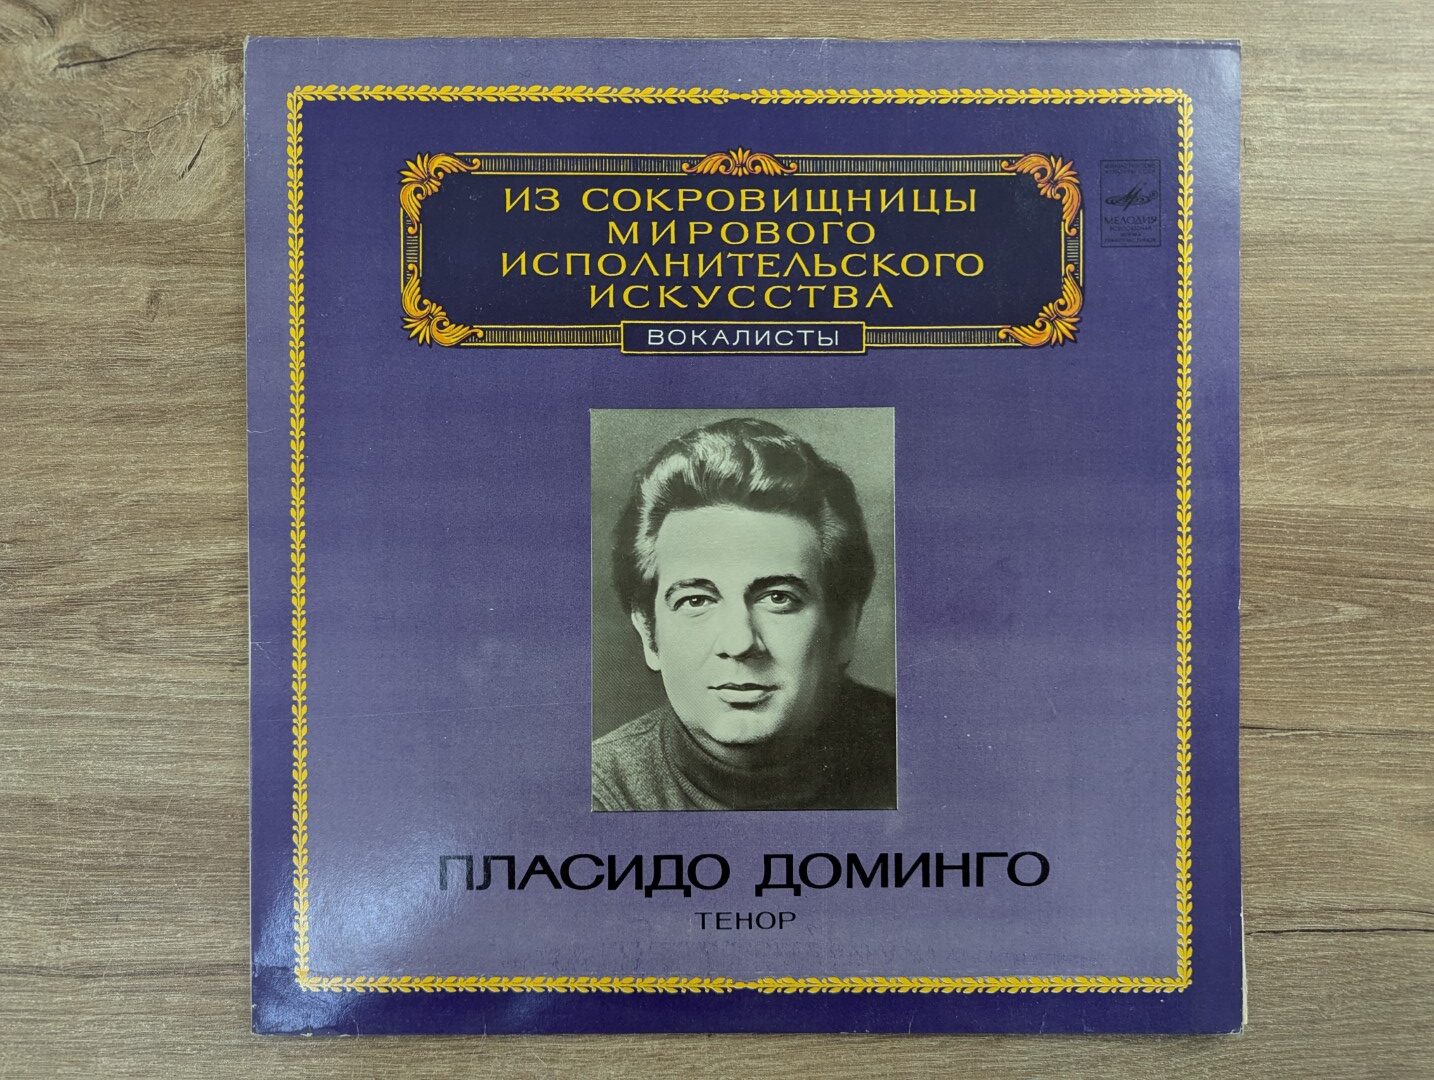 ИЗ СОКРОВИЩНИЦЫ
МИРОВОГО
ИСПОЛНИТЕЛЬСКОГО
ИСКУССТВА
ВОКАЛИСТЫ
МЕЛОДИЯ
ПЛАСИДО ДОМИНГО
ТЕНОР